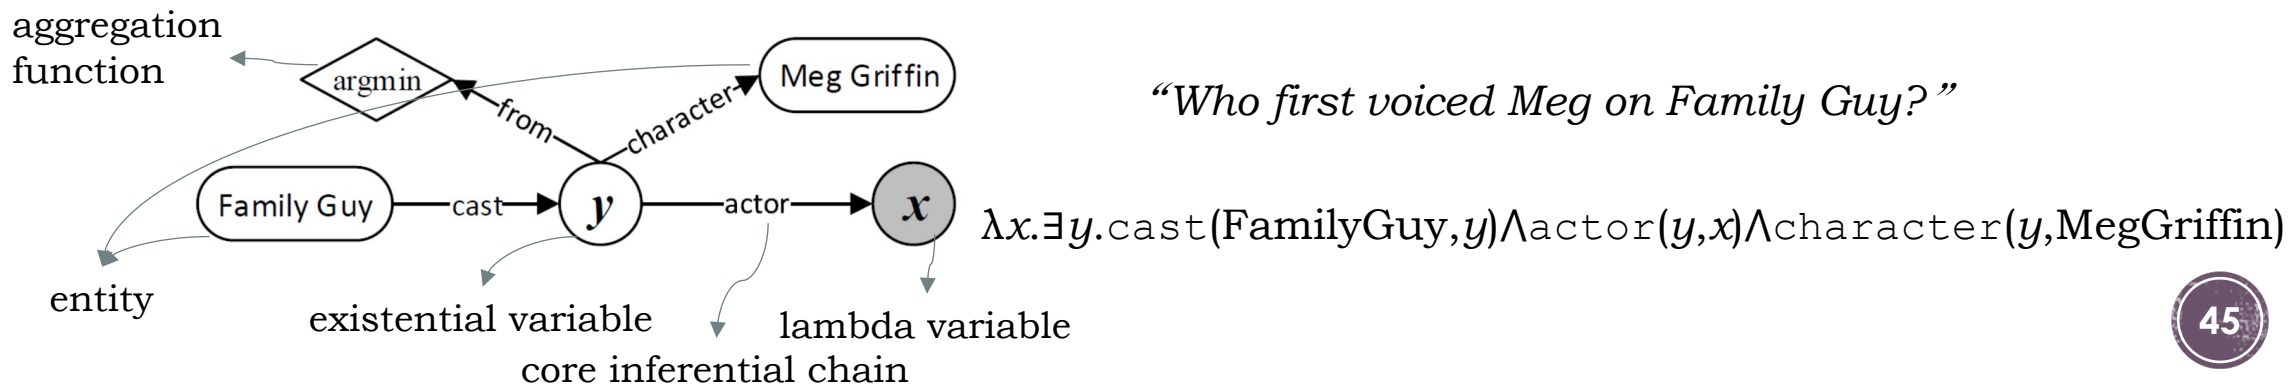 aggregation
function
argmin
Meg Griffin
from
character
Family Guy
cast
y
actor
x
entity
existential variable
core inferential chain
lambda variable
“Who first voiced Meg on Family Guy?”
λx.∃y.cast(FamilyGuy,y)∧actor(y,x)∧character(y,MegGriffin)
45